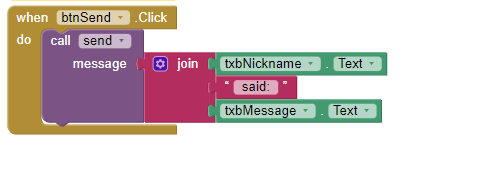 when btnSend .Click
do call send
message join txbNickname . Text
" said: "
txbMessage . Text